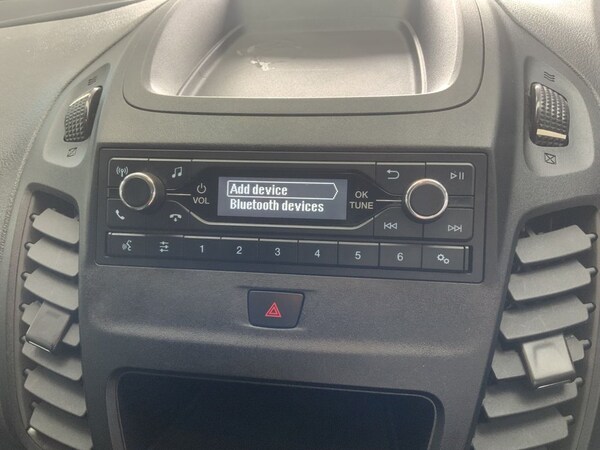 Add device
Bluetooth devices
VOL
OK
TUNE
1 2 3 4 5 6